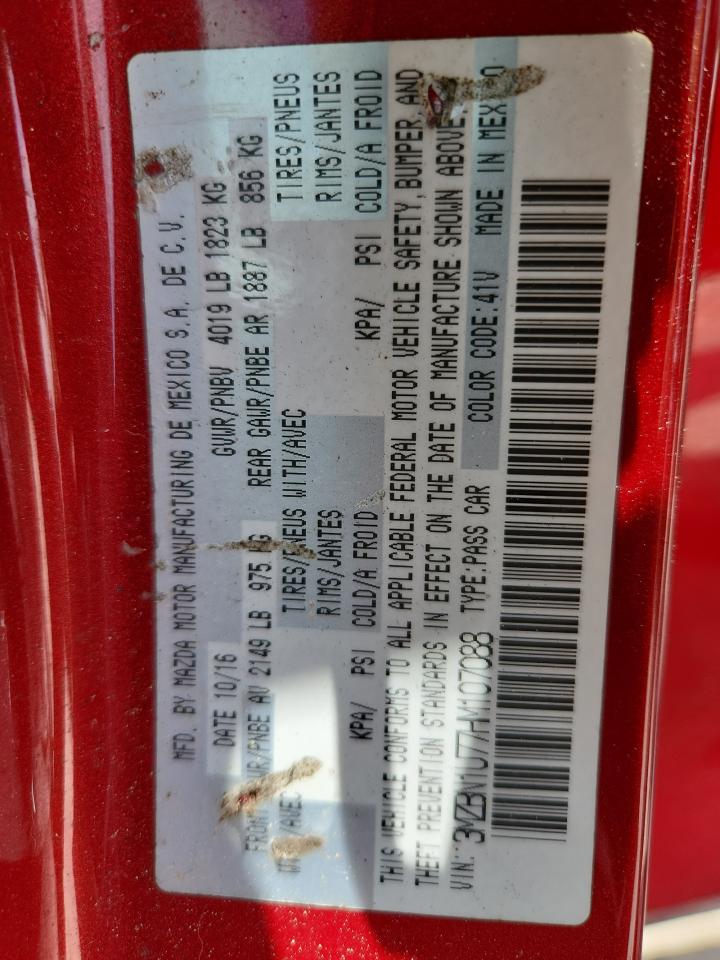 MFD. BY MAZDA MOTOR MANUFACTURING DE MEXICO S.A. DE C.V.
DATE 10/16 GVWR/PNBV 4019 LB 1823 KG
FRONT GAWR/PNBE AV 2149 LB 975 KG REAR GAWR/PNBE AR 1887 LB 856 KG
WITH/AVEC TIRES/PNEUS WITH/AVEC TIRES/PNEUS
RIMS/JANTES RIMS/JANTES
KPA/ PSI COLD/A FROID KPA/ PSI COLD/A FROID
THIS VEHICLE CONFORMS TO ALL APPLICABLE FEDERAL MOTOR VEHICLE SAFETY, BUMPER, AND
THEFT PREVENTION STANDARDS IN EFFECT ON THE DATE OF MANUFACTURE SHOWN ABOVE.
VIN: TYPE:PASS CAR COLOR CODE:41V MADE IN MEXICO